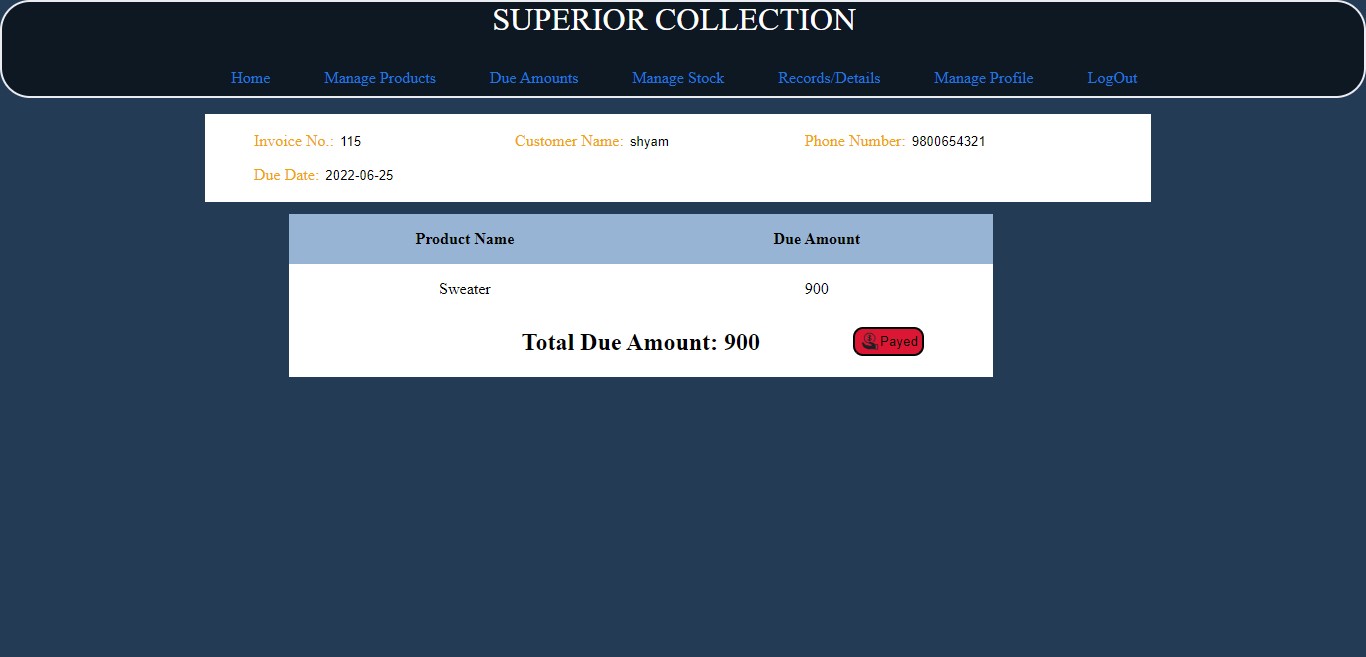 SUPERIOR COLLECTION
Home Manage Products Due Amounts Manage Stock Records/Details Manage Profile LogOut
Invoice No.: 115 Customer Name: shyam Phone Number: 9800654321
Due Date: 2022-06-25
Product Name Due Amount
Sweater 900
Total Due Amount: 900 Payed